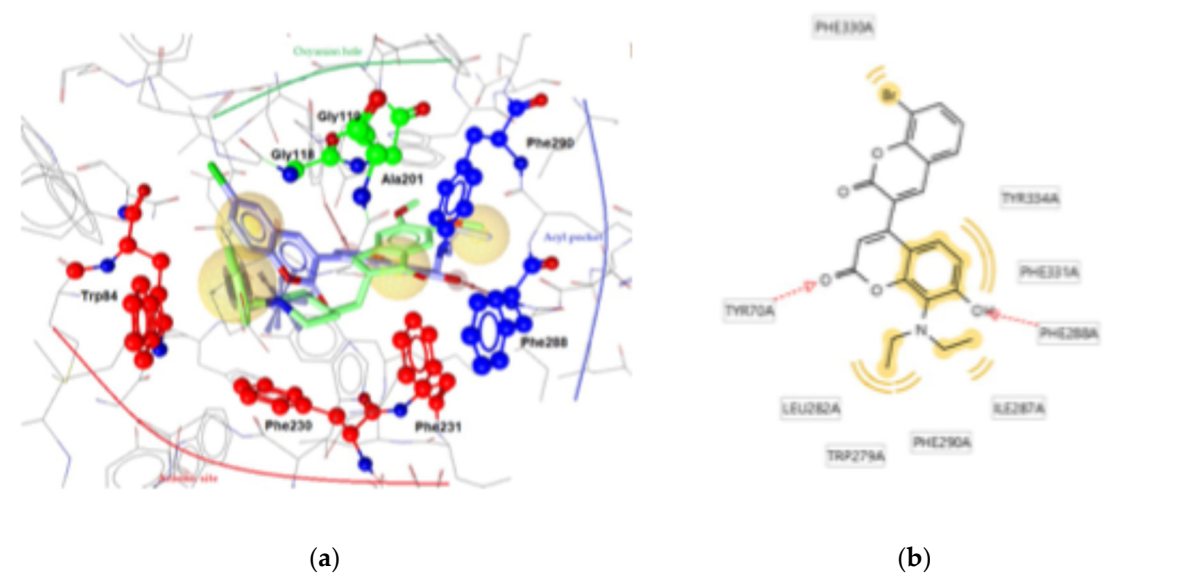 PHE330A
Oxyanion hole
Gly119
Gly118
Phe290
Ala201
Br
O
O
TYR334A
Acyl pocket
Trp84
PHE331A
O
O
OH
TYR70A
PHE288A
N
Phe288
Phe230
Phe231
LEU282A
ILE287A
PHE290A
TRP279A
(a)
(b)